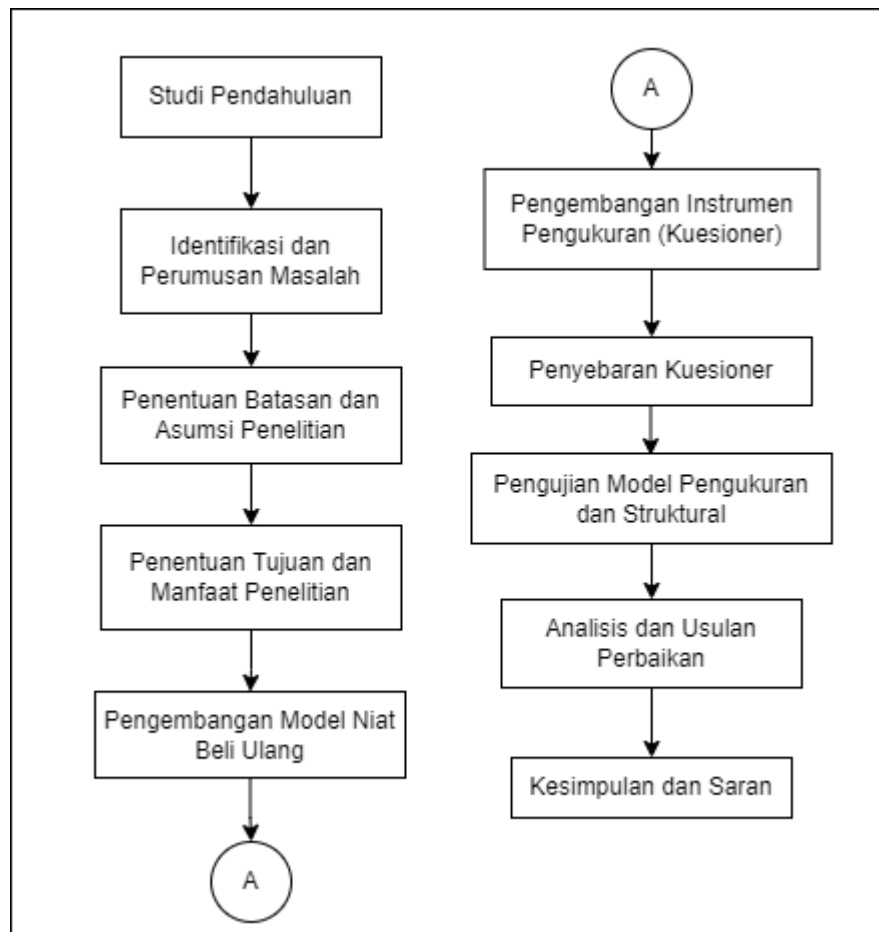 Studi Pendahuluan
Identifikasi dan
Perumusan Masalah
Penentuan Batasan dan
Asumsi Penelitian
Penentuan Tujuan dan
Manfaat Penelitian
Pengembangan Model Niat
Beli Ulang
A
A
Pengembangan Instrumen
Pengukuran (Kuesioner)
Penyebaran Kuesioner
Pengujian Model Pengukuran
dan Struktural
Analisis dan Usulan
Perbaikan
Kesimpulan dan Saran